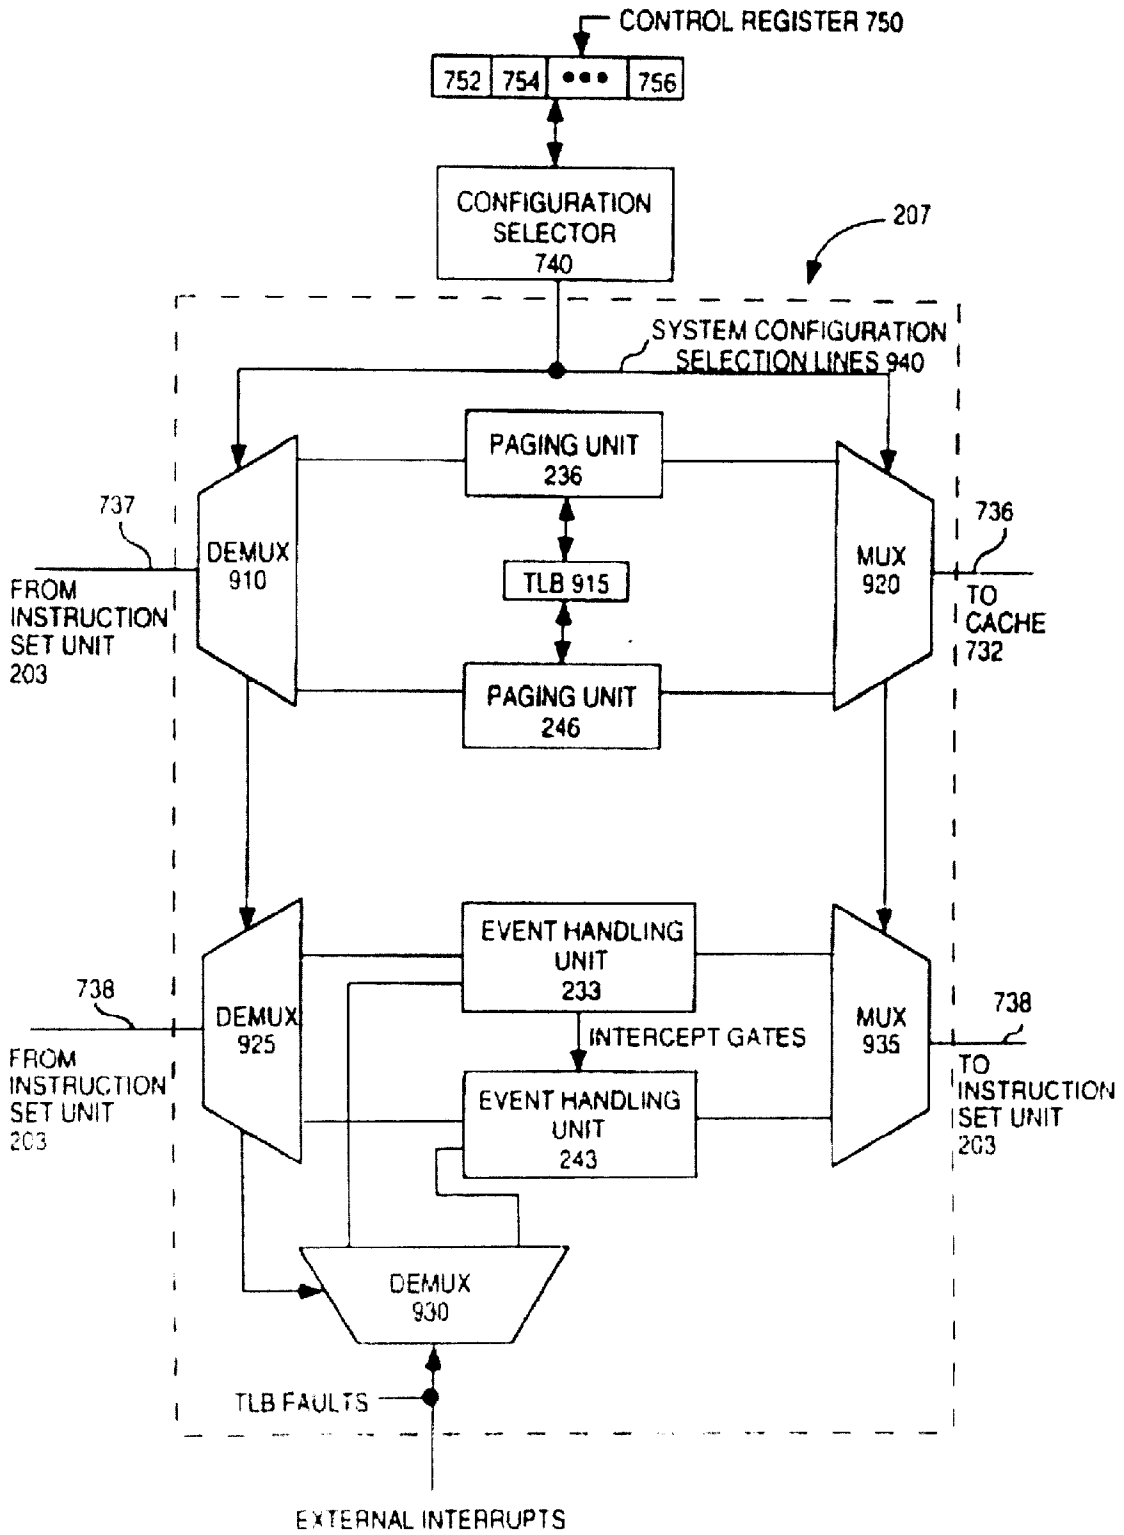 CONTROL REGISTER 750
752 754 ••• 756
CONFIGURATION
SELECTOR
740
207
SYSTEM CONFIGURATION
SELECTION LINES 940
PAGING UNIT
236
737
DEMUX
910
FROM
INSTRUCTION
SET UNIT
203
TLB 915
MUX
920
736
TO
CACHE
732
PAGING UNIT
246
EVENT HANDLING
UNIT
233
738
DEMUX
925
FROM
INSTRUCTION
SET UNIT
203
INTERCEPT GATES
MUX
935
738
TO
INSTRUCTION
SET UNIT
203
EVENT HANDLING
UNIT
243
DEMUX
930
TLB FAULTS
EXTERNAL INTERRUPTS